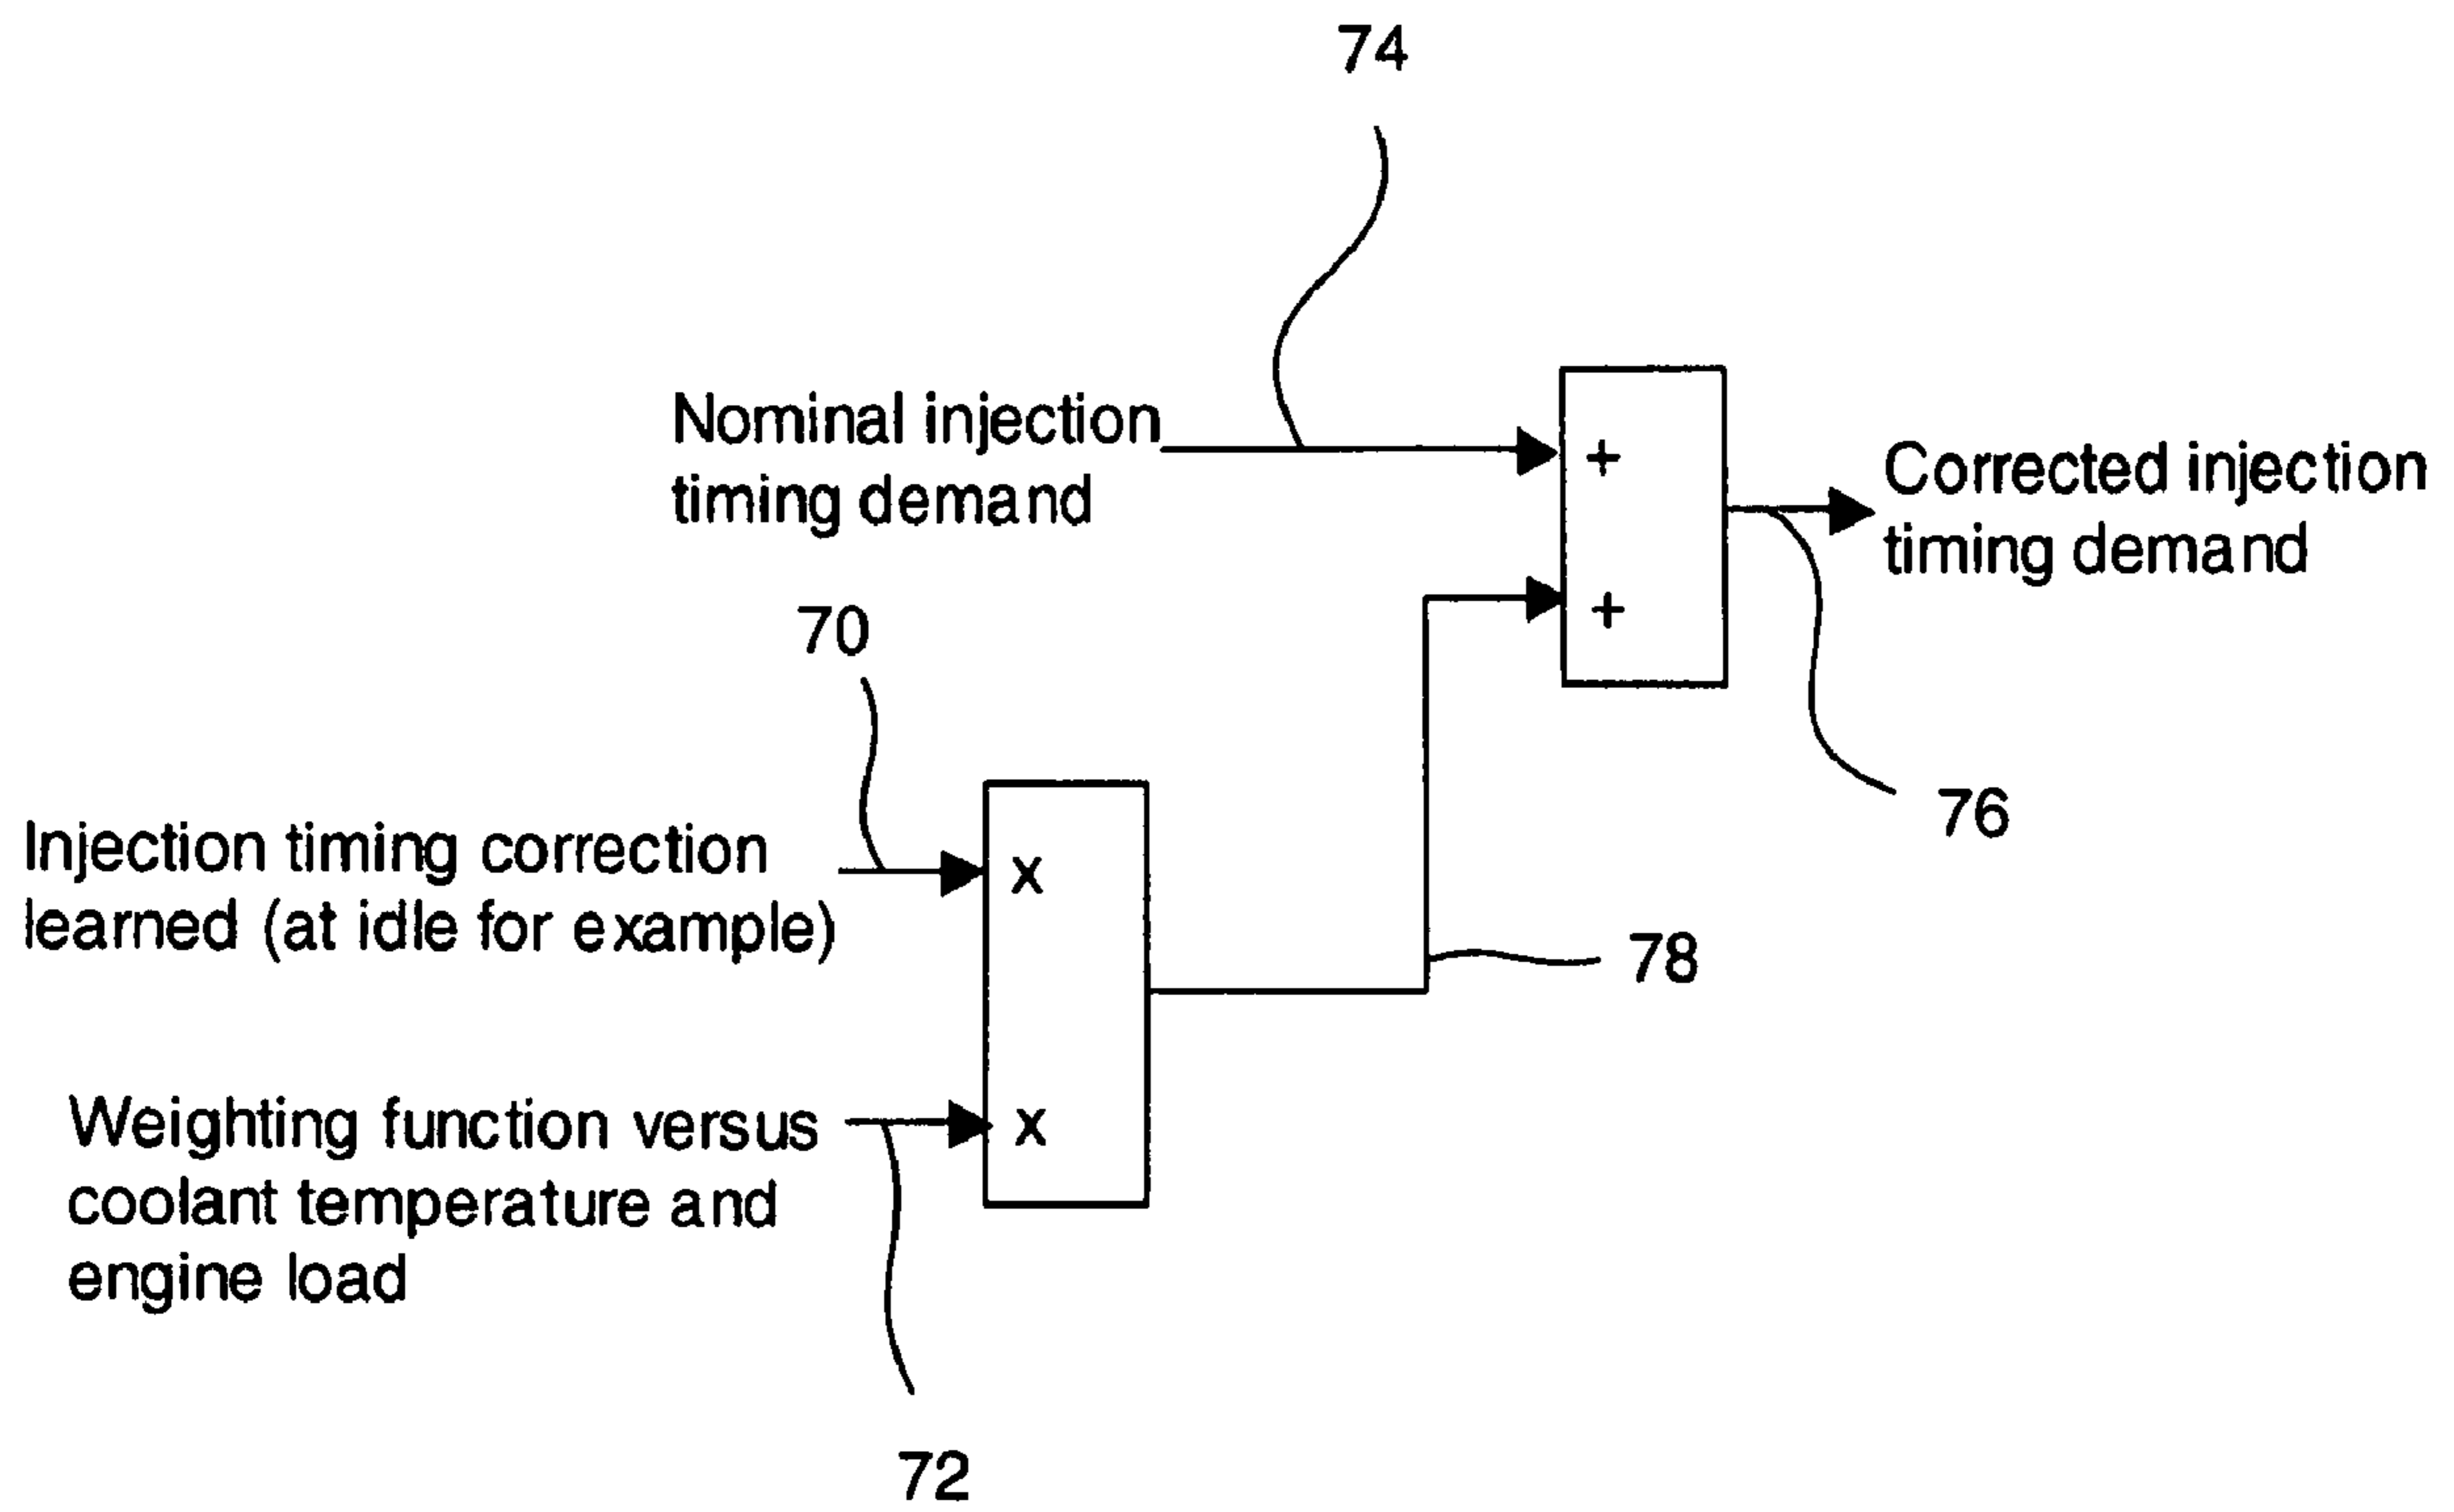 74
Nominal injection
timing demand
+
+
Corrected injection
timing demand
70
76
Injection timing correction
learned (at idle for example)
x
78
Weighting function versus
coolant temperature and
engine load
x
72